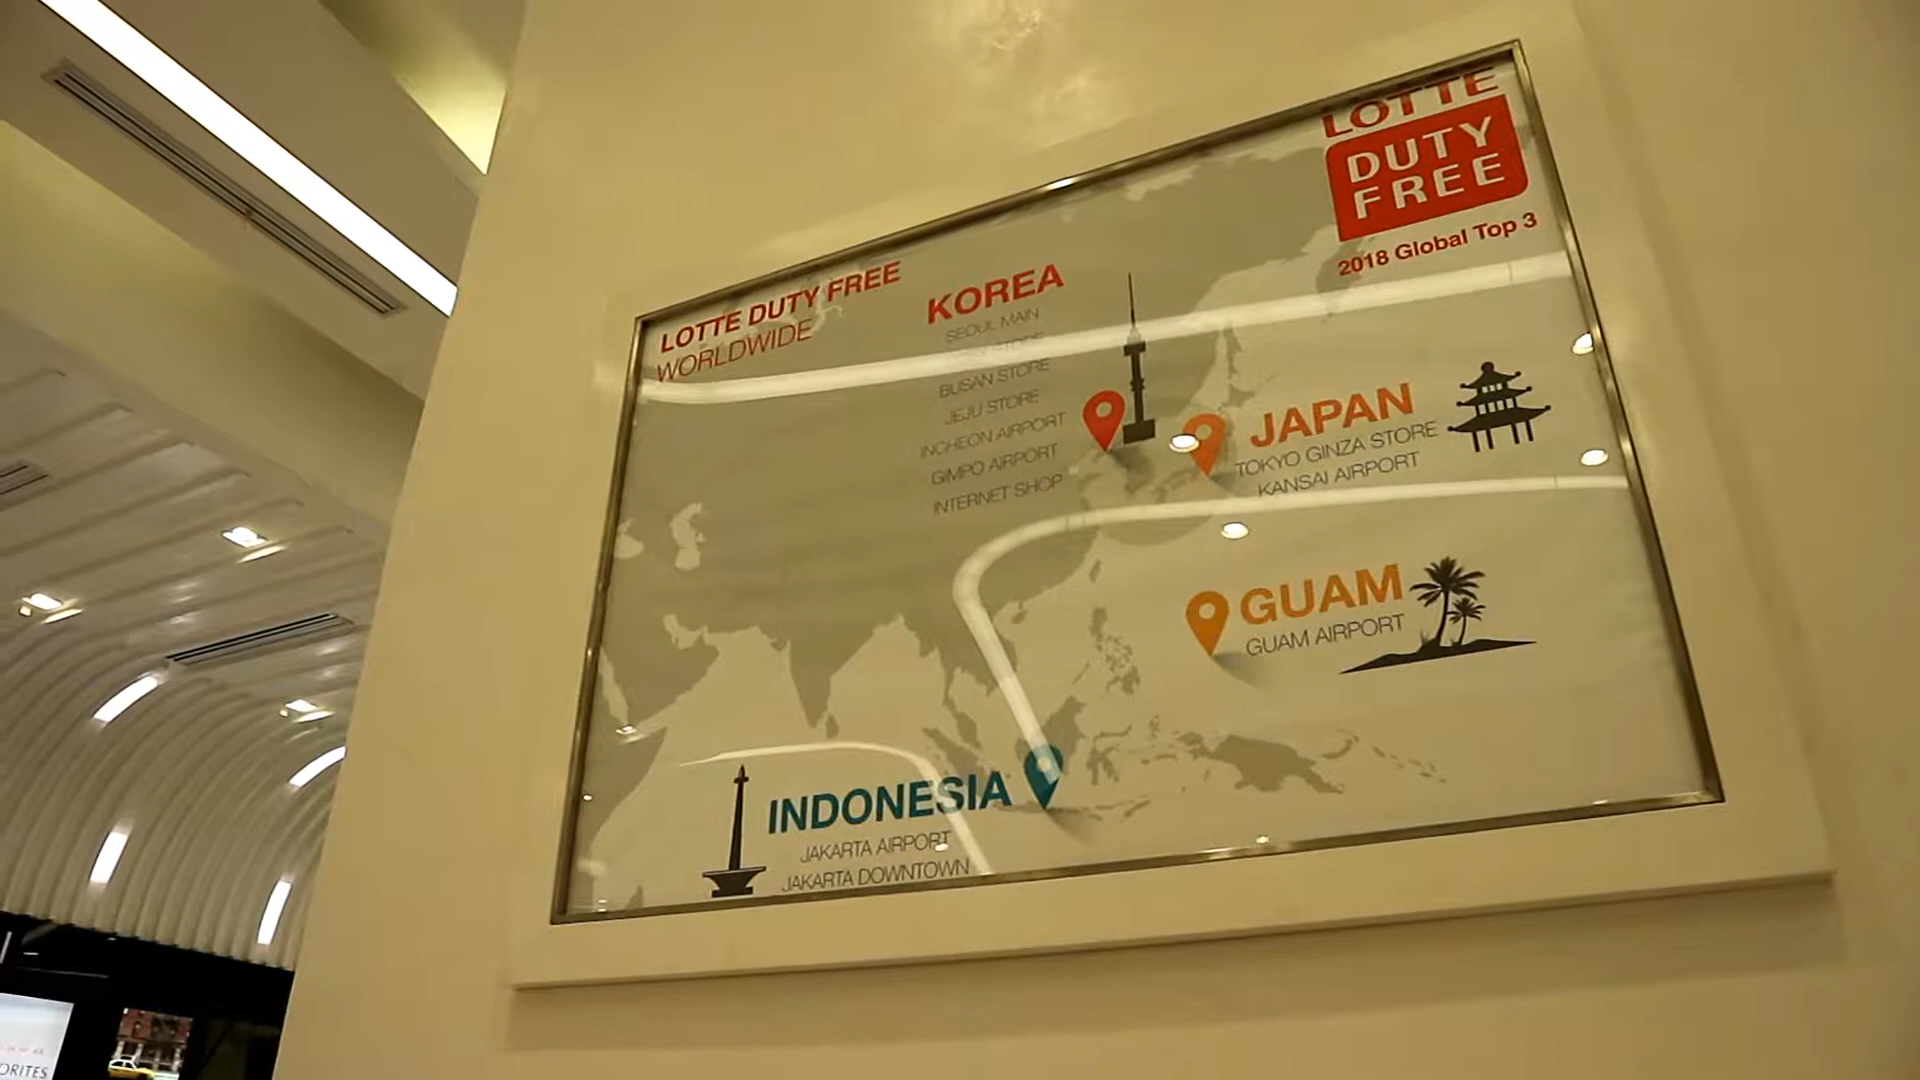 LOTTE
DUTY
FREE
2018 Global Top 3
LOTTE DUTY FREE
WORLDWIDE
KOREA
SEOUL MAIN
STORE
BUSAN STORE
JEJU STORE
INCHEON AIRPORT
GIMPO AIRPORT
INTERNET SHOP
JAPAN
TOKYO GINZA STORE
KANSAI AIRPORT
GUAM
GUAM AIRPORT
INDONESIA
JAKARTA AIRPORT
JAKARTA DOWNTOWN